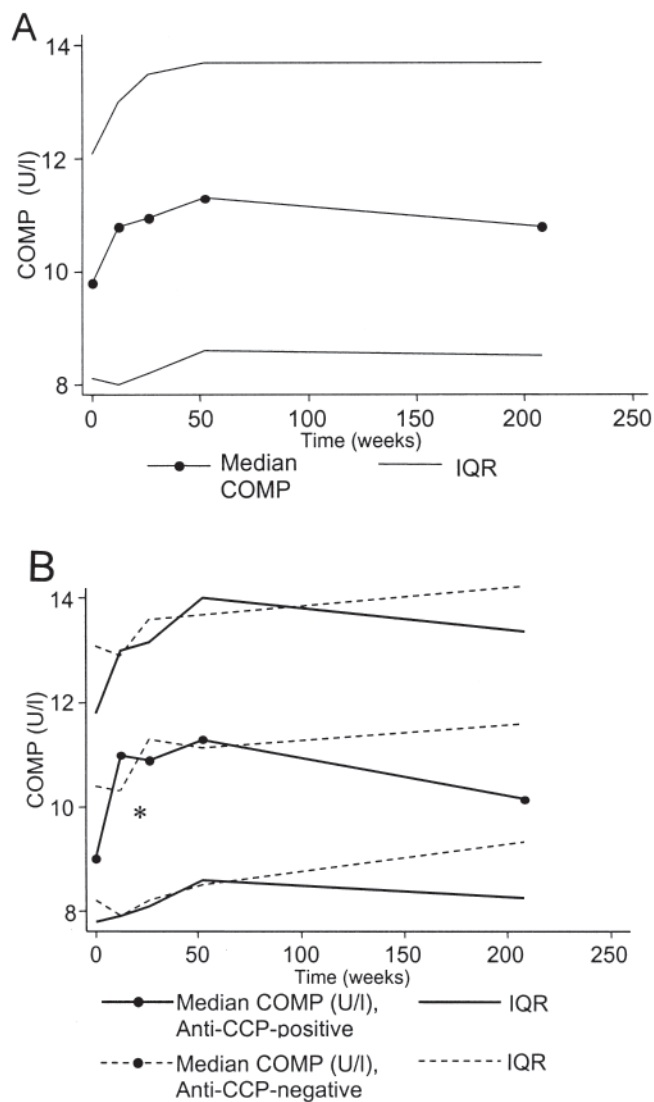 A
14
12
10
8
COMP (U/l)
0 50 100 150 200 250
Time (weeks)
Median IQR
COMP
B
14
12
10
8
COMP (U/l)
*
0 50 100 150 200 250
Time (weeks)
Median COMP (U/l), IQR
Anti-CCP-positive
Median COMP (U/l), IQR
Anti-CCP-negative